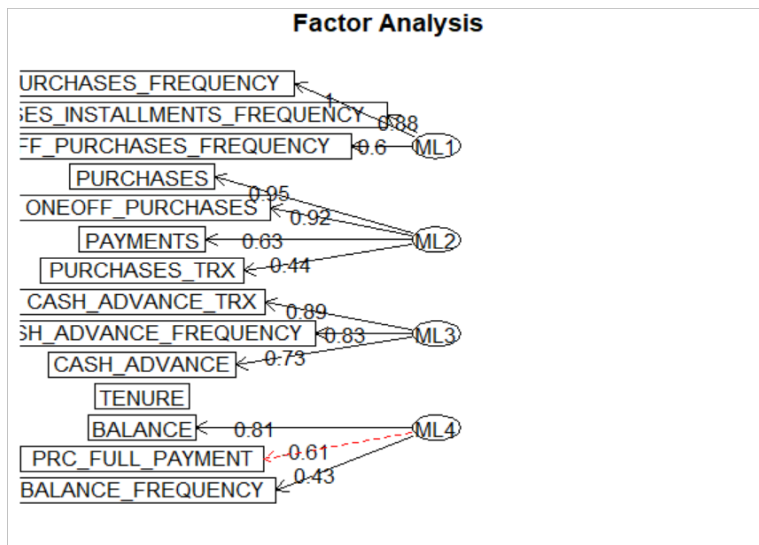 Factor Analysis
URCHASES_FREQUENCY
1
SES_INSTALLMENTS_FREQUENCY
0.88
FF_PURCHASES_FREQUENCY
0.6
ML1
PURCHASES
0.95
ONEOFF_PURCHASES
0.92
PAYMENTS
0.63
ML2
PURCHASES_TRX
0.44
CASH_ADVANCE_TRX
0.89
SH_ADVANCE_FREQUENCY
0.83
ML3
CASH_ADVANCE
0.73
TENURE
BALANCE
0.81
ML4
PRC_FULL_PAYMENT
0.61
BALANCE_FREQUENCY
0.43